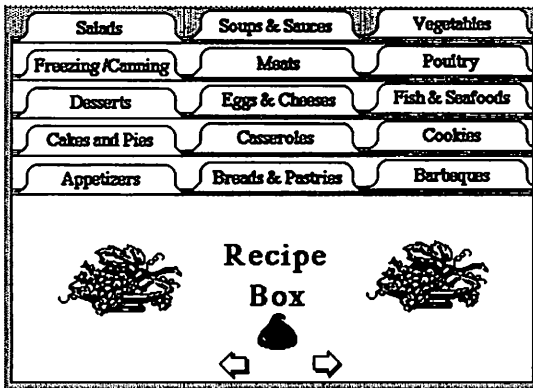 Salads Soups & Sauces Vegetables
Freezing/Canning Meats Poultry
Desserts Eggs & Cheeses Fish & Seafoods
Cakes and Pies Casseroles Cookies
Appetizers Breads & Pastries Barbeques
Recipe
Box